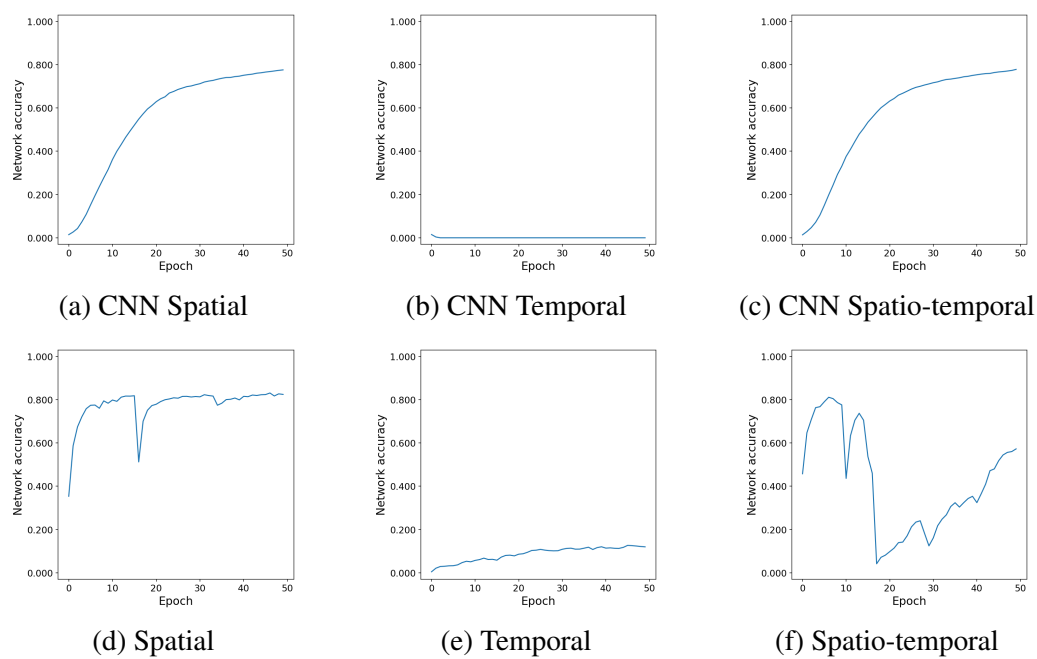 1.000 1.000 1.000
0.800 0.800 0.800
0.600 0.600 0.600
0.400 0.400 0.400
0.200 0.200 0.200
0.000 0.000 0.000
Network accuracy Network accuracy Network accuracy
0 10 20 30 40 50 0 10 20 30 40 50 0 10 20 30 40 50
Epoch Epoch Epoch
(a) CNN Spatial (b) CNN Temporal (c) CNN Spatio-temporal
1.000 1.000 1.000
0.800 0.800 0.800
0.600 0.600 0.600
0.400 0.400 0.400
0.200 0.200 0.200
0.000 0.000 0.000
Network accuracy Network accuracy Network accuracy
0 10 20 30 40 50 0 10 20 30 40 50 0 10 20 30 40 50
Epoch Epoch Epoch
(d) Spatial (e) Temporal (f) Spatio-temporal